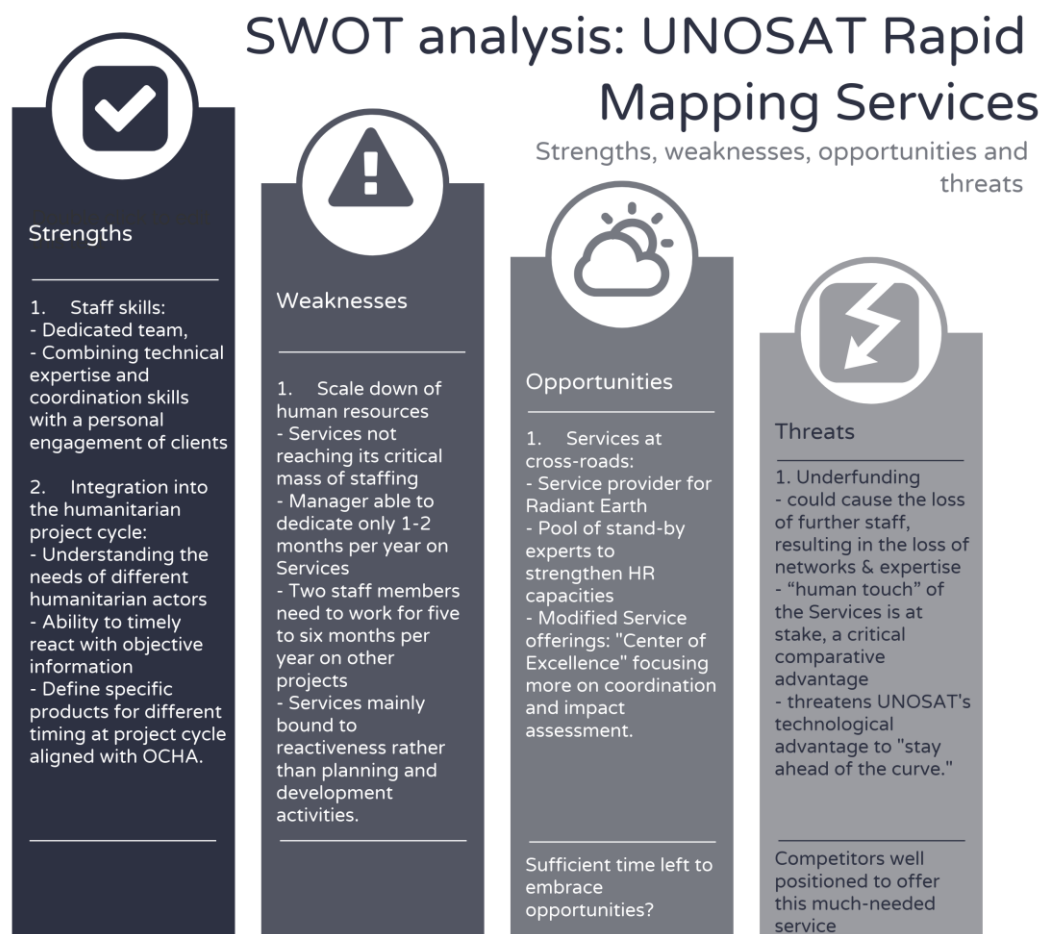 SWOT analysis: UNOSAT Rapid
Mapping Services
Strengths, weaknesses, opportunities and
threats
Strengths
1. Staff skills:
- Dedicated team,
- Combining technical
expertise and
coordination skills
with a personal
engagement of clients
2. Integration into
the humanitarian
project cycle:
- Understanding the
needs of different
humanitarian actors
- Ability to timely
react with objective
information
- Define specific
products for different
timing at project cycle
aligned with OCHA.
Weaknesses
1. Scale down of
human resources
- Services not
reaching its critical
mass of staffing
- Manager able to
dedicate only 1-2
months per year on
Services
- Two staff members
need to work for five
to six months per
year on other
projects
- Services mainly
bound to
reactiveness rather
than planning and
development
activities.
Opportunities
1. Services at
cross-roads:
- Service provider for
Radiant Earth
- Pool of stand-by
experts to
strengthen HR
capacities
- Modified Service
offerings: "Center of
Excellence" focusing
more on coordination
and impact
assessment.
Sufficient time left to
embrace
opportunities?
Threats
1. Underfunding
- could cause the loss
of further staff,
resulting in the loss of
networks & expertise
- “human touch” of
the Services is at
stake, a critical
comparative
advantage
- threatens UNOSAT's
technological
advantage to "stay
ahead of the curve."
Competitors well
positioned to offer
this much-needed
service